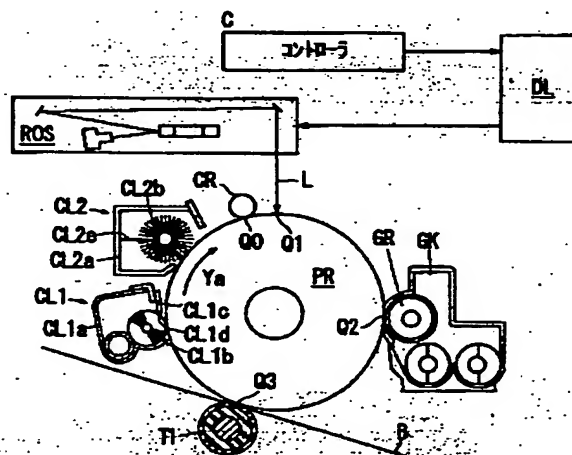 C
コントローラ
DL
ROS
CR
L
CL2b
CL2
CL2e
CL2a
Q0
Q1
GR
GK
Ya
PR
CL1
CL1c
CL1a
CL1d
CL1b
Q2
Q3
T1
B